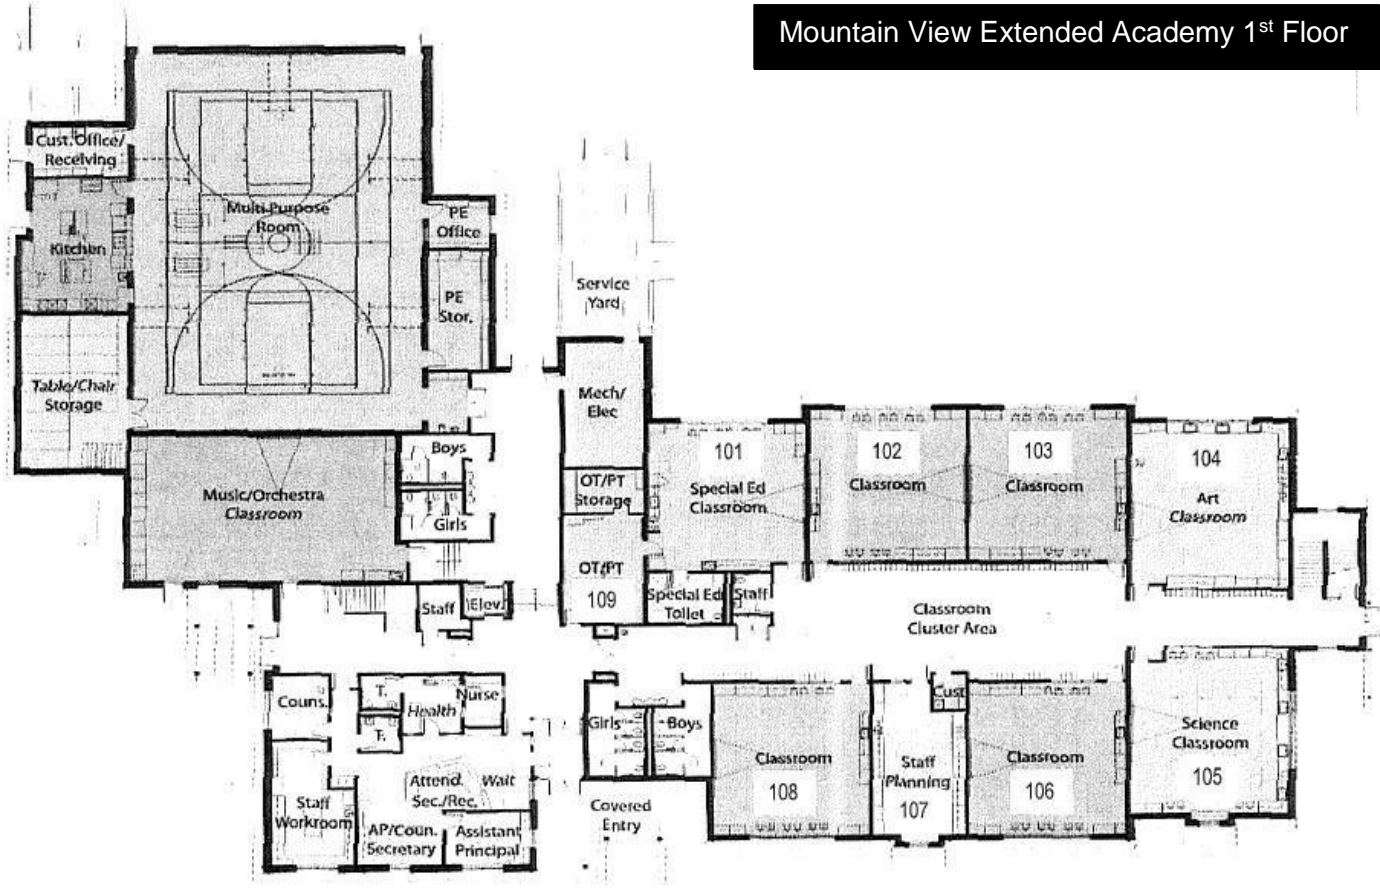 Mountain View Extended Academy 1st Floor
Cust. Office/
Receiving
Kitchen
Multi Purpose
Room
PE
Office
PE
Stor.
Table/Chair
Storage
Service
Yard
Mech/
Elec
Boys
Girls
Music/Orchestra
Classroom
OT/PT
Storage
OT/PT
109
101
Special Ed
Classroom
102
Classroom
103
Classroom
104
Art
Classroom
Special Ed
Toilet
Staff
Staff
Elev.
Classroom
Cluster Area
Couns.
T.
T.
Health
Nurse
Attend.
Sec./Rec.
Wait
Staff
Workroom
AP/Coun.
Secretary
Assistant
Principal
Girls
Boys
Covered
Entry
Classroom
108
Staff
Planning
107
Cust
Classroom
106
Science
Classroom
105